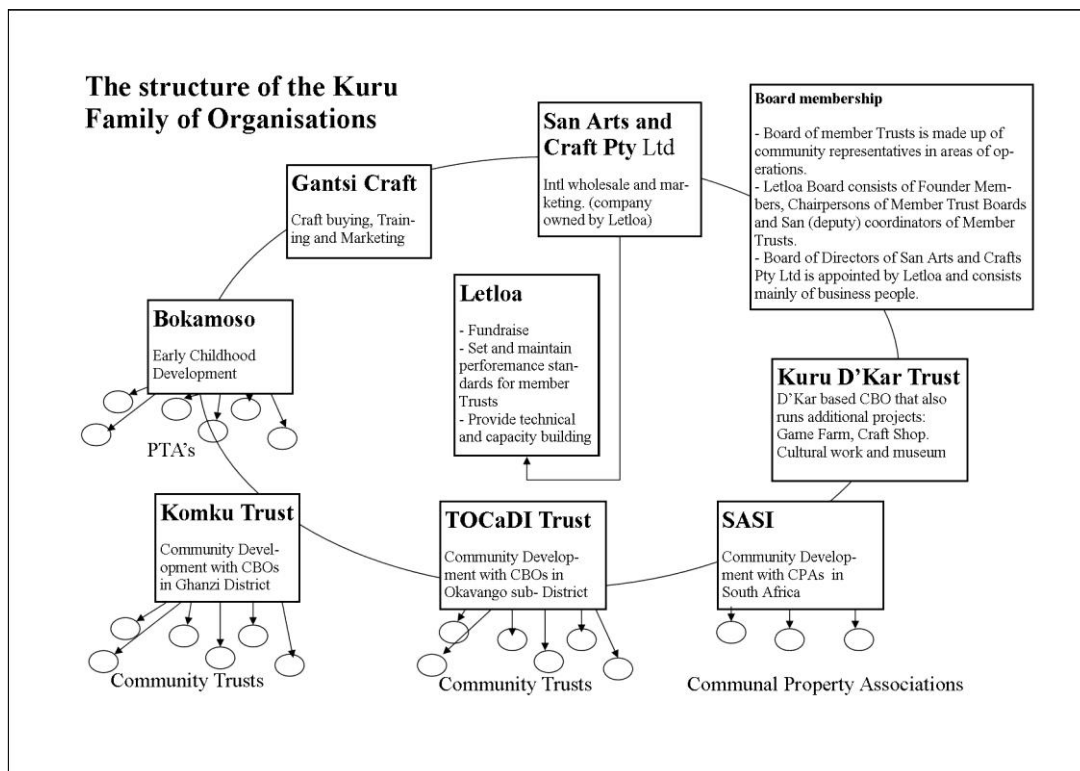 The structure of the Kuru
Family of Organisations
San Arts and
Craft Pty Ltd
Intl wholesale and mar-
keting. (company
owned by Letloa)
Board membership
- Board of member Trusts is made up of
community representatives in areas of op-
erations.
- Letloa Board consists of Founder Mem-
bers, Chairpersons of Member Trust Boards
and San (deputy) coordinators of Member
Trusts.
- Board of Directors of San Arts and Crafts
Pty Ltd is appointed by Letloa and consists
mainly of business people.
Gantsi Craft
Craft buying, Train-
ing and Marketing
Letloa
- Fundraise
- Set and maintain
perforemance stan-
dards for member
Trusts
- Provide technical
and capacity building
Bokamoso
Early Childhood
Development
PTA's
Kuru D'Kar Trust
D'Kar based CBO that also
runs additional projects:
Game Farm, Craft Shop.
Cultural work and museum
Komku Trust
Community Devel-
opment with CBOs
in Ghanzi District
Community Trusts
TOCaDI Trust
Community Develop-
ment with CBOs in
Okavango sub- District
Community Trusts
SASI
Community Develop-
ment with CPAs in
South Africa
Communal Property Associations